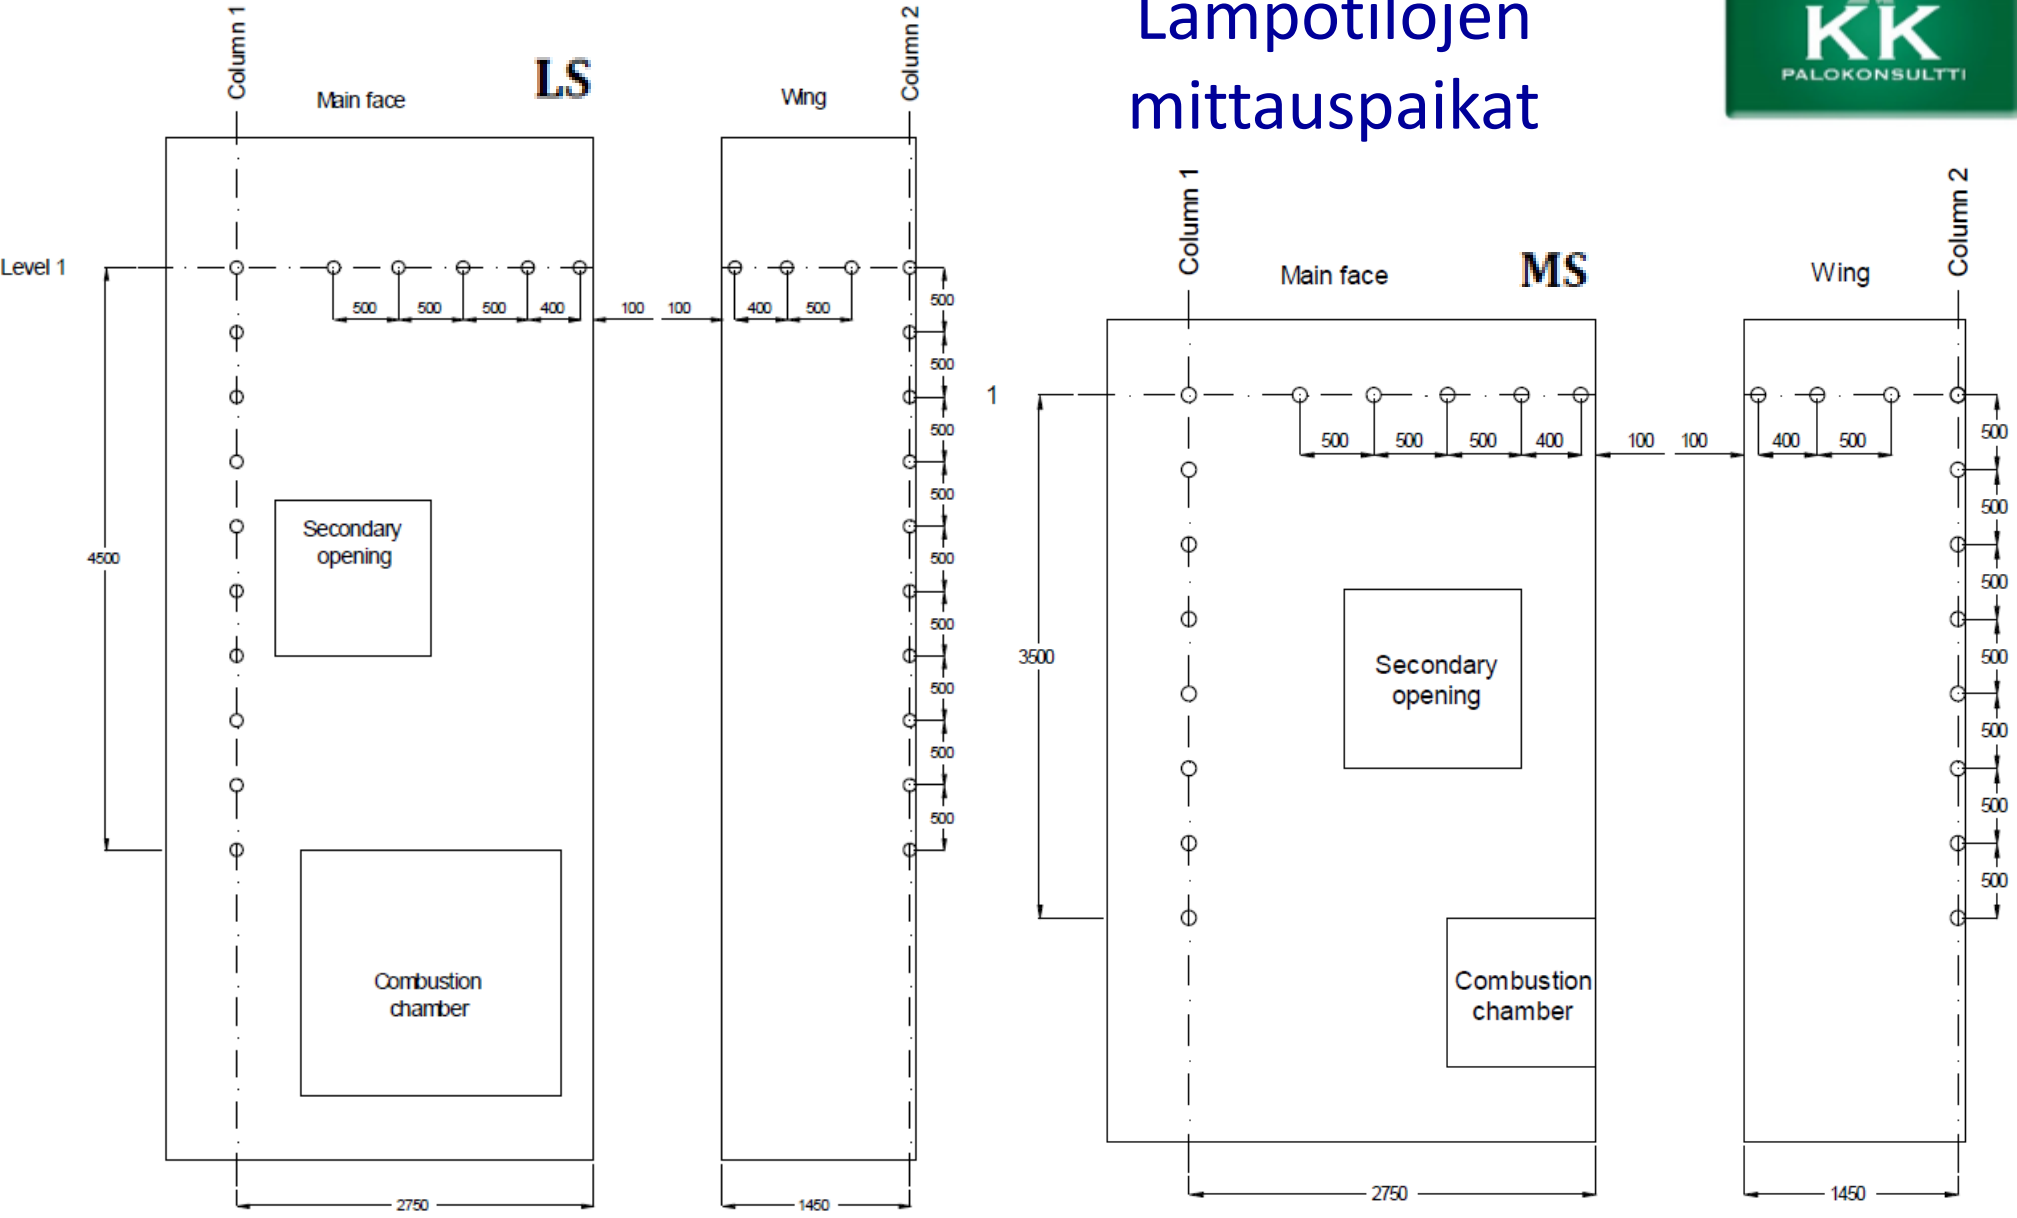 Lämpötilojen
mittauspaikat
KK
PALOKONSULTTI
Column 1
Main face
LS
Wing
Column 2
Level 1
500
500
500
400
100
100
400
500
500
500
500
500
500
500
500
500
500
4500
Secondary
opening
Combustion
chamber
2750
1450
Column 1
Main face
MS
Wing
Column 2
1
500
500
500
400
100
100
400
500
500
500
500
500
500
500
500
3500
Secondary
opening
Combustion
chamber
2750
1450